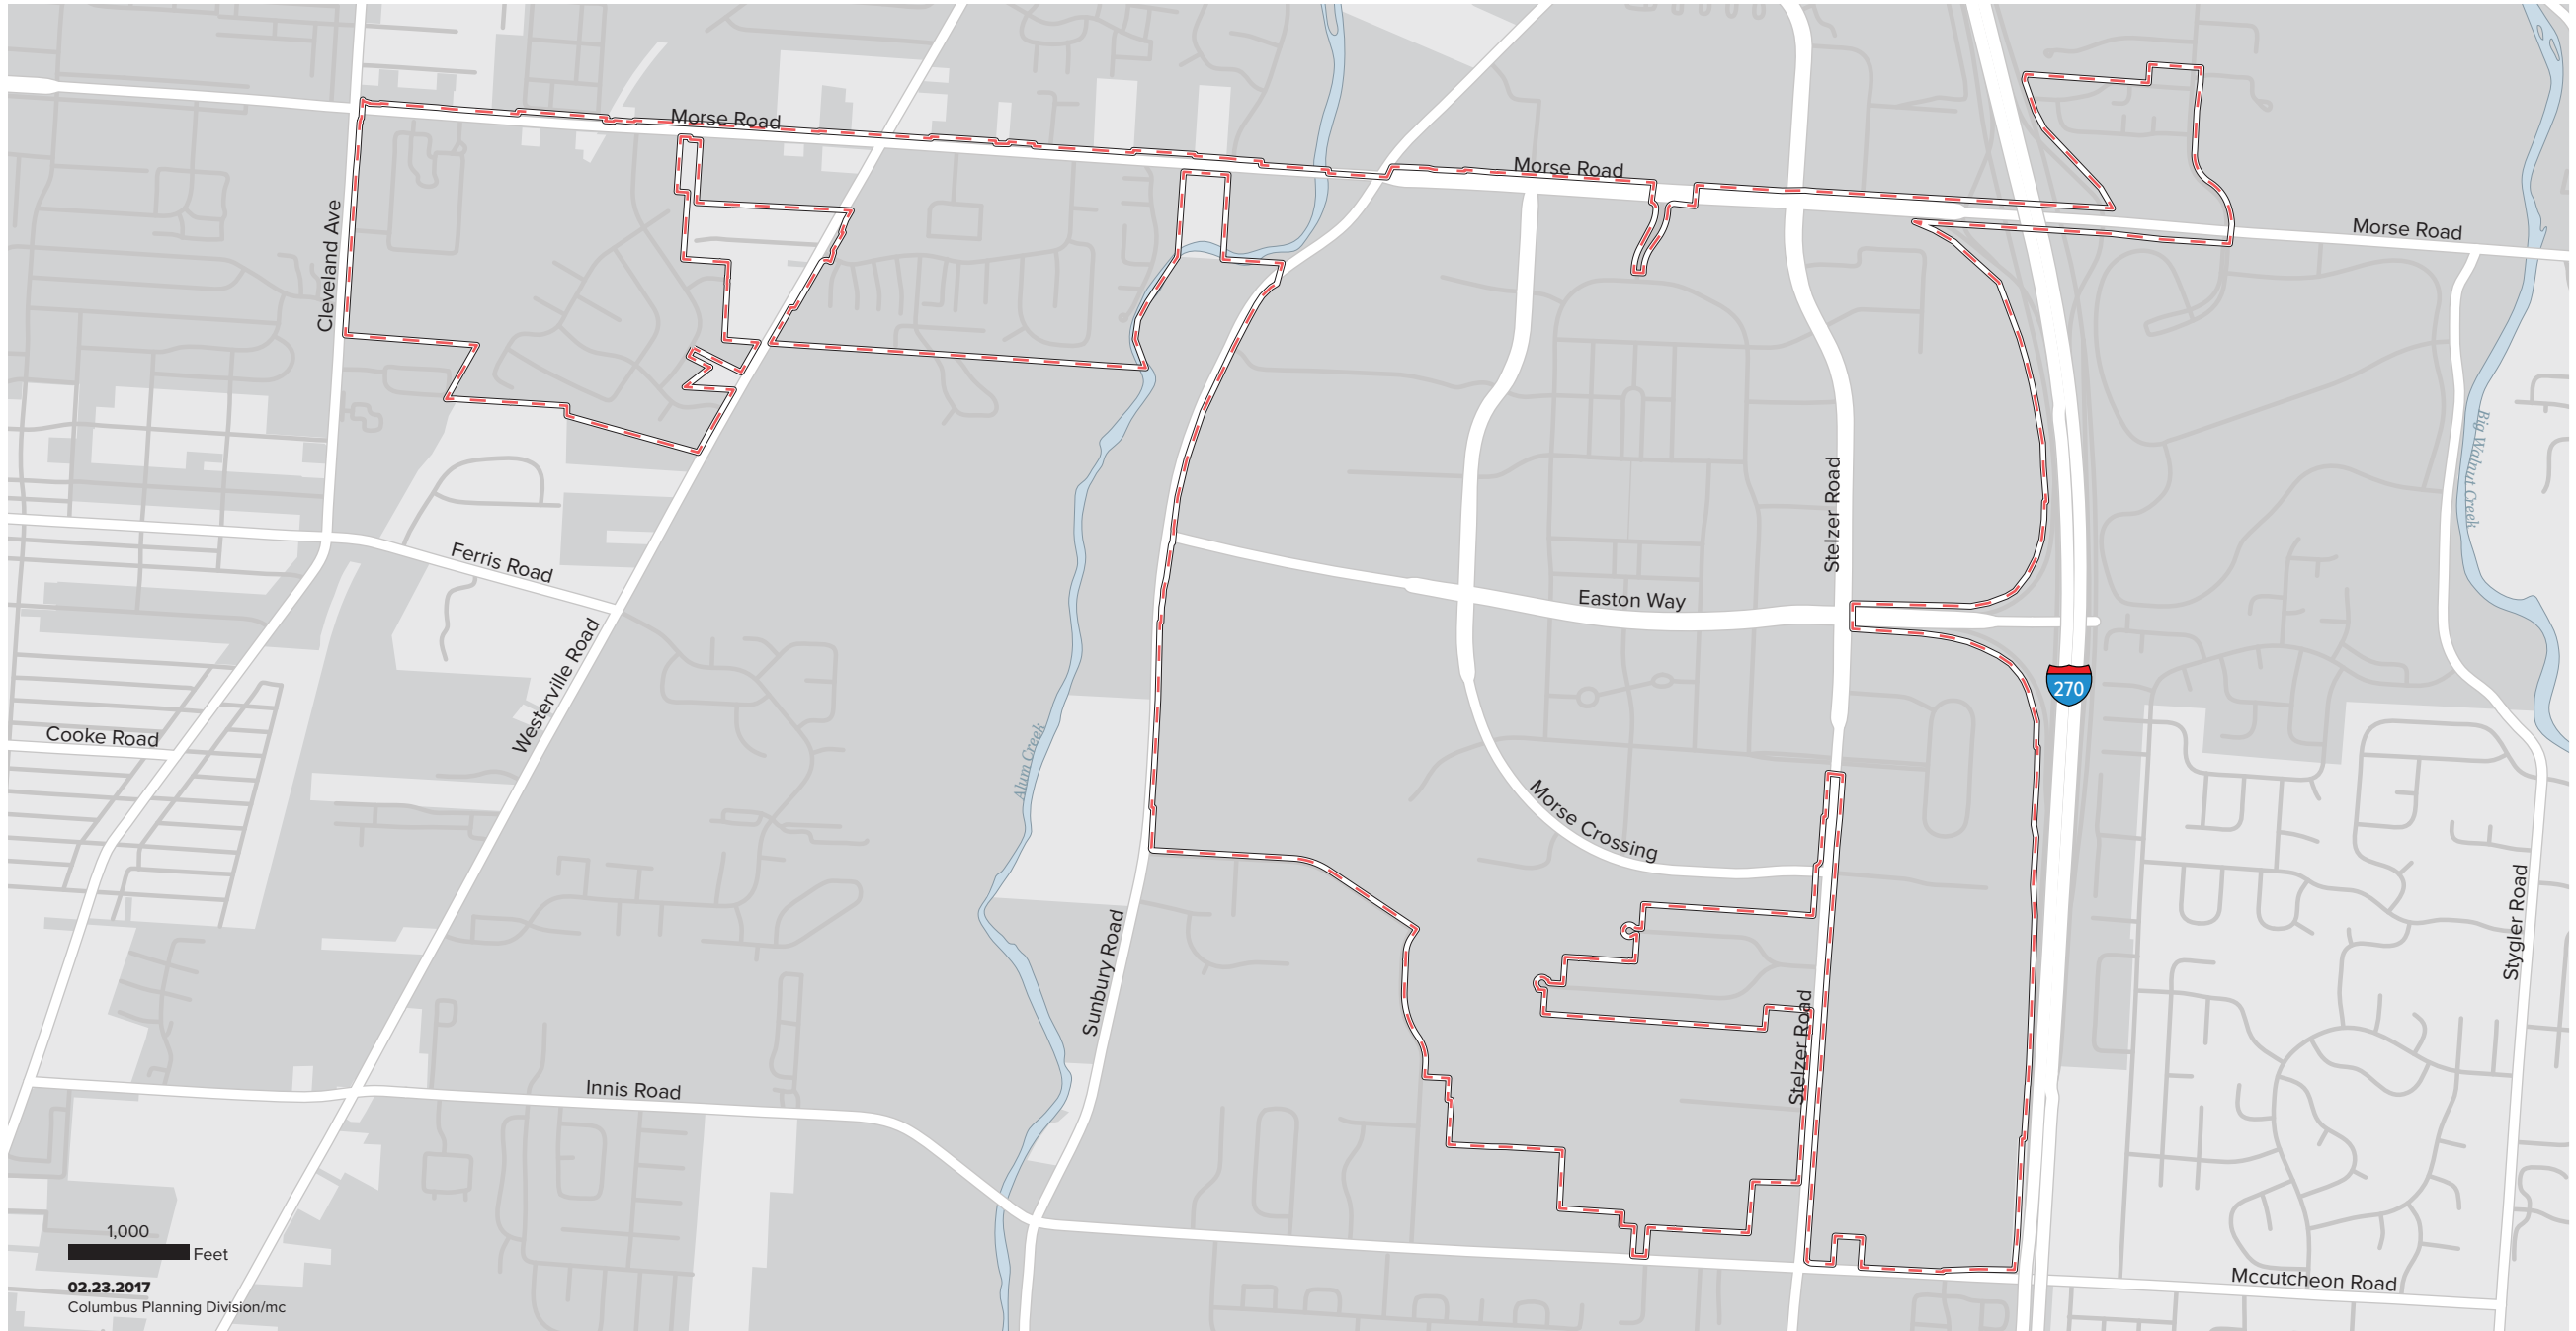 Morse Road
Morse Road
Morse Road
Cleveland Ave
Big Walnut Creek
Stelzer Road
Ferris Road
Easton Way
Westerville Road
270
Cooke Road
Alum Creek
Morse Crossing
Stygler Road
Sunbury Road
Stelzer Road
Innis Road
1,000
Feet
Mccutcheon Road
02.23.2017
Columbus Planning Division/mc